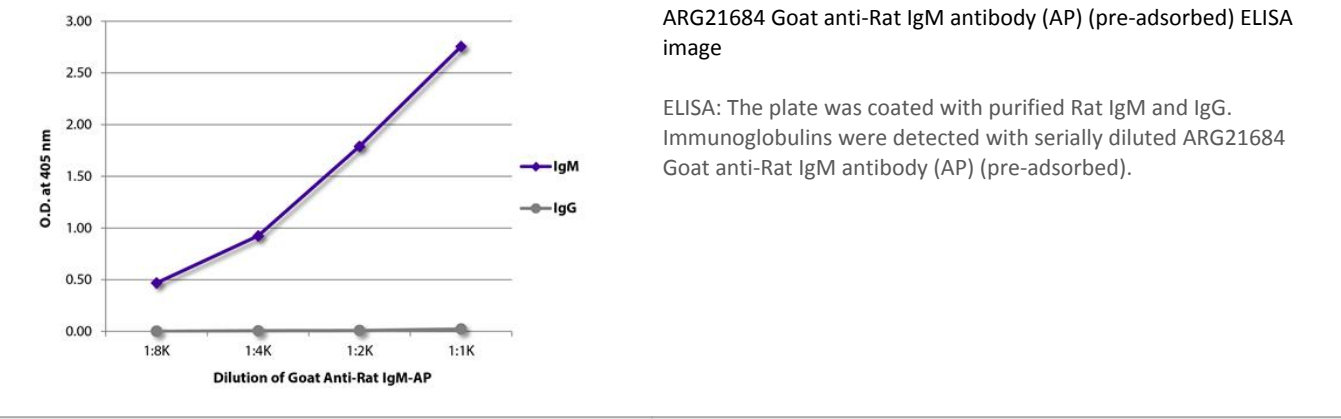 3.00
2.50
2.00
1.50
1.00
0.50
0.00
O.D. at 405 nm
1:8K 1:4K 1:2K 1:1K
Dilution of Goat Anti-Rat IgM-AP
IgM
IgG
ARG21684 Goat anti-Rat IgM antibody (AP) (pre-adsorbed) ELISA
image
ELISA: The plate was coated with purified Rat IgM and IgG.
Immunoglobulins were detected with serially diluted ARG21684
Goat anti-Rat IgM antibody (AP) (pre-adsorbed).